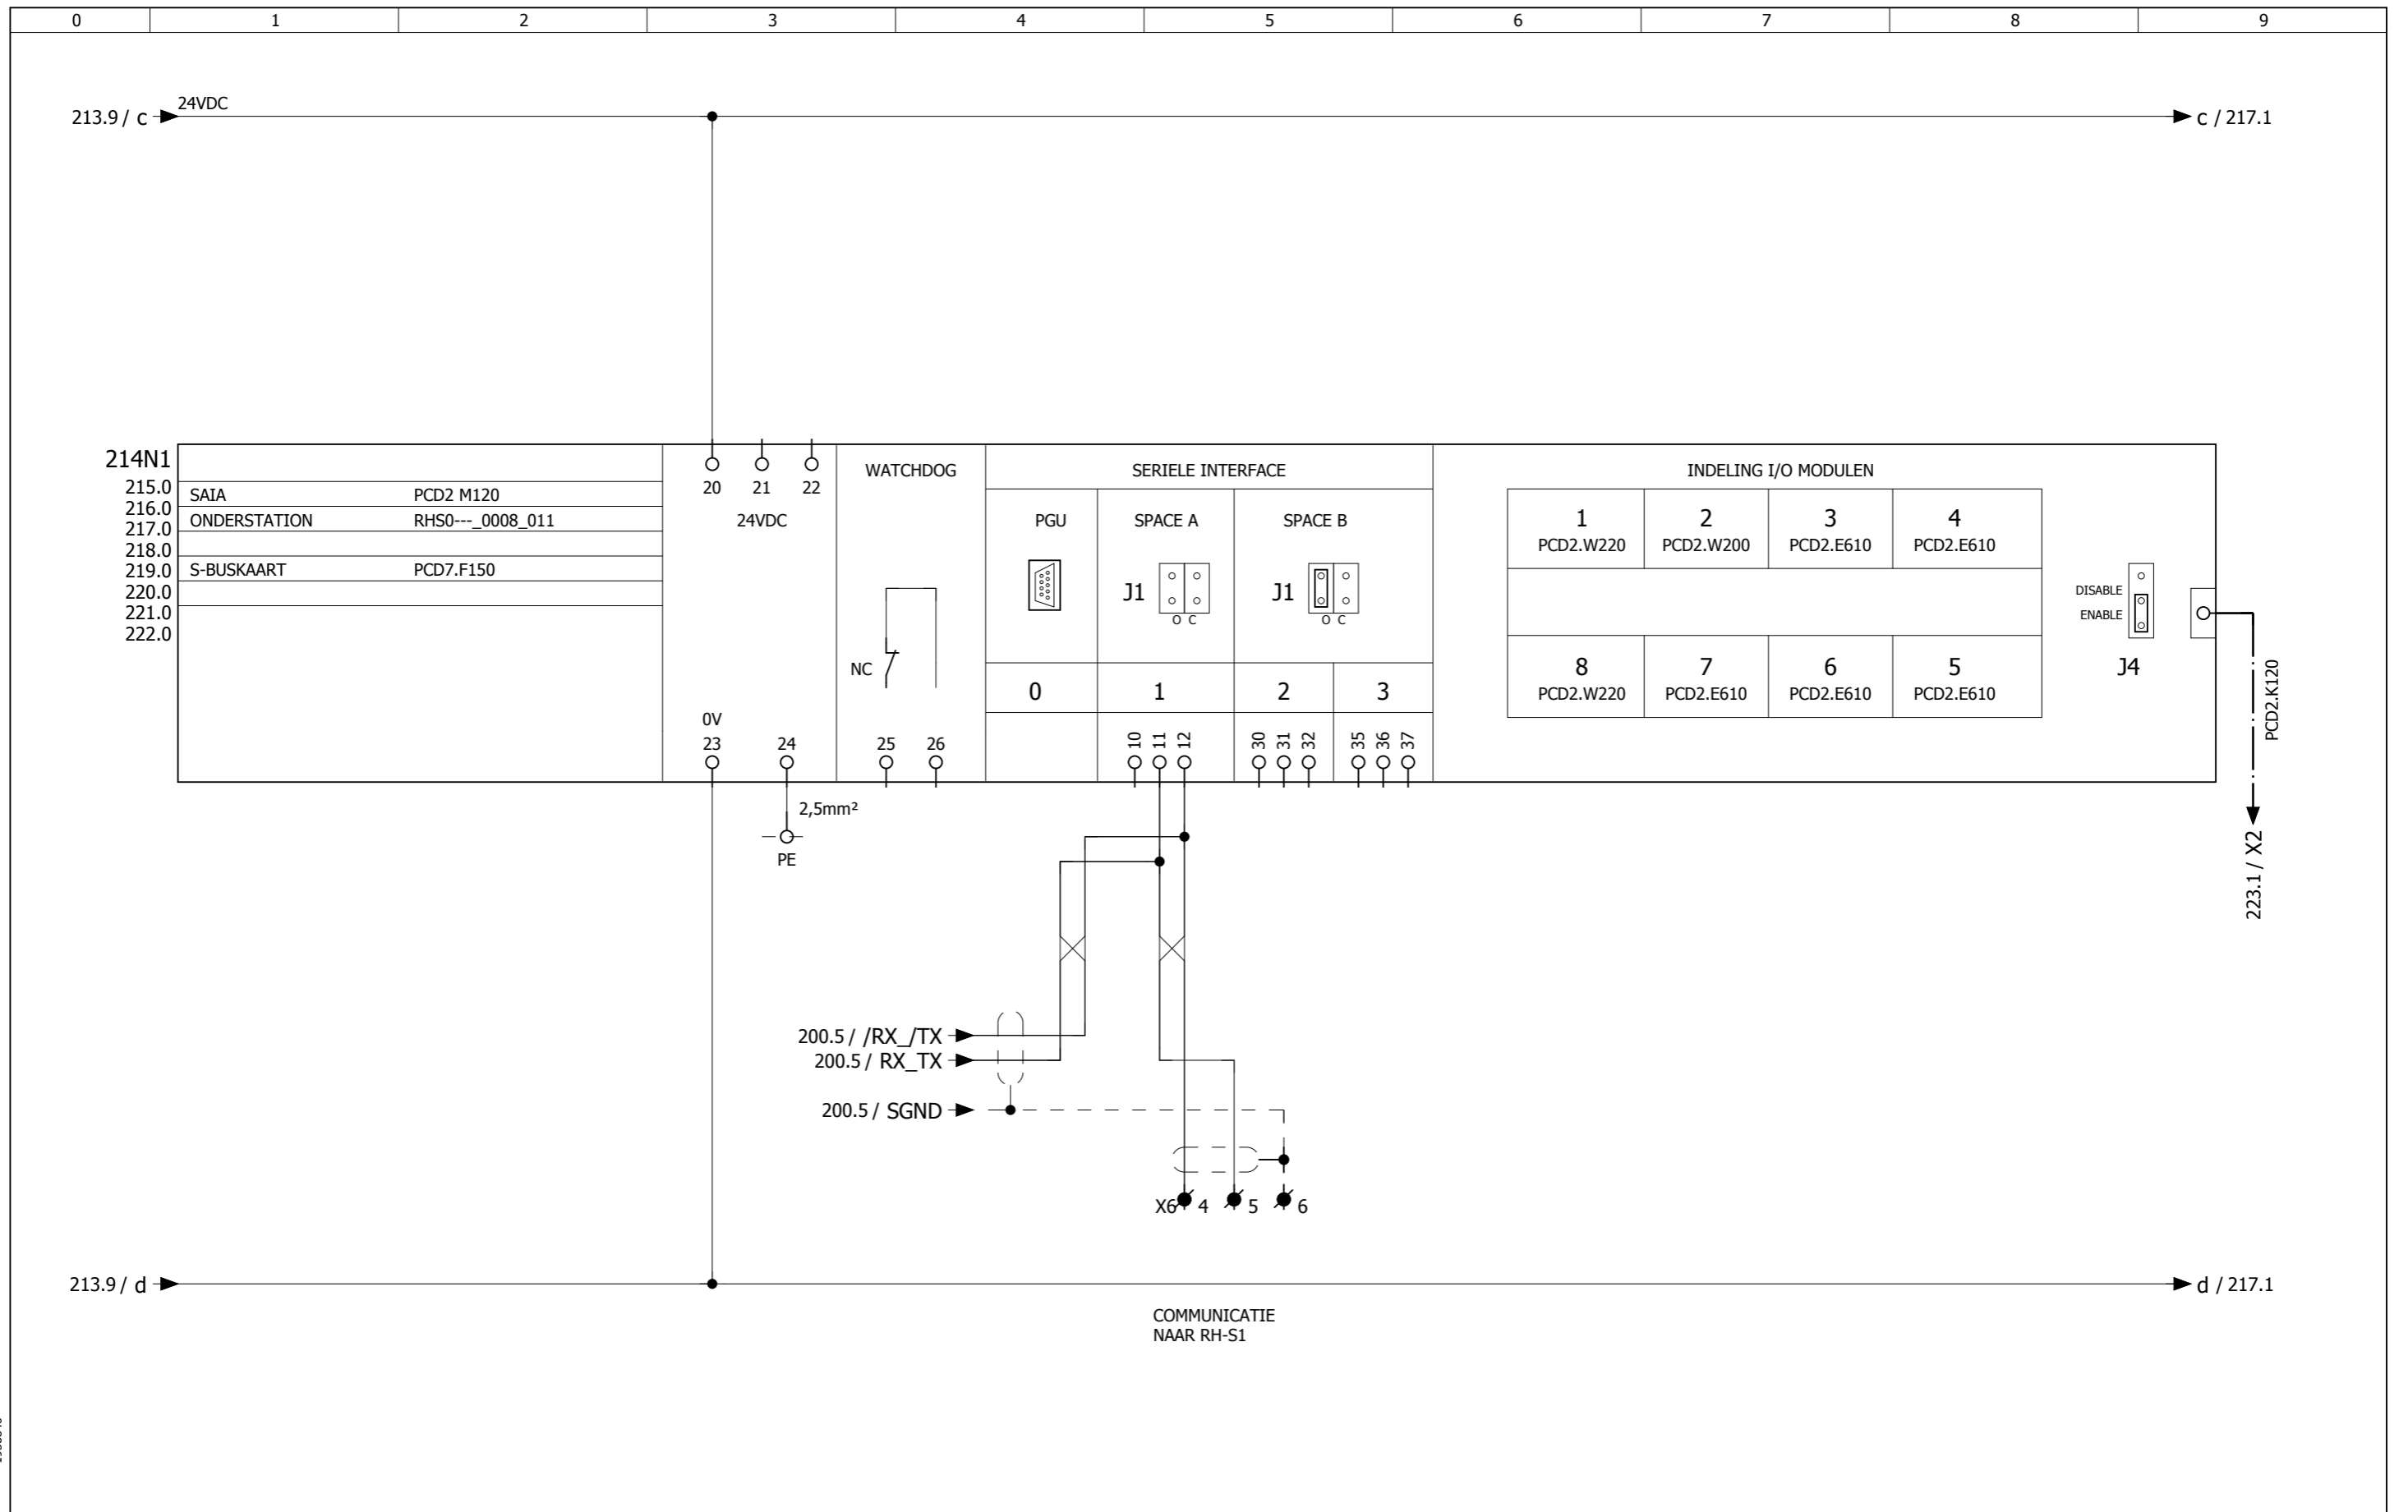 0 1 2 3 4 5 6 7 8 9
24VDC
213.9 / c
c / 217.1
214N1
215.0
216.0
217.0
218.0
219.0
220.0
221.0
222.0
SAIA PCD2 M120
ONDERSTATION RHS0---_0008_011
S-BUSKAART PCD7.F150
20 21 22
24VDC
0V
23 24
2,5mm²
PE
WATCHDOG
NC
25 26
SERIELE INTERFACE
PGU SPACE A SPACE B
J1 J1
O C O C
0 1 2 3
10 11 12 30 31 32 35 36 37
INDELING I/O MODULEN
1 2 3 4
PCD2.W220 PCD2.W200 PCD2.E610 PCD2.E610
8 7 6 5
PCD2.W220 PCD2.E610 PCD2.E610 PCD2.E610
DISABLE
ENABLE
J4
PCD2.K120
223.1 / X2
200.5 / /RX_/TX
200.5 / RX_TX
200.5 / SGND
X6 4 5 6
213.9 / d
d / 217.1
COMMUNICATIE
NAAR RH-S1